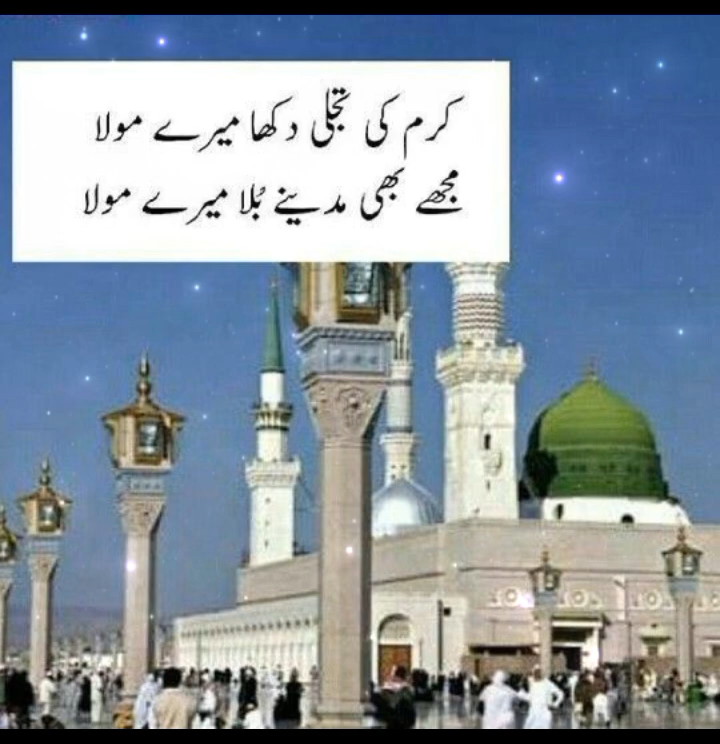 کرم کی تجلی دکھا میرے مولا
مجھے بھی مدینے بُلا میرے مولا